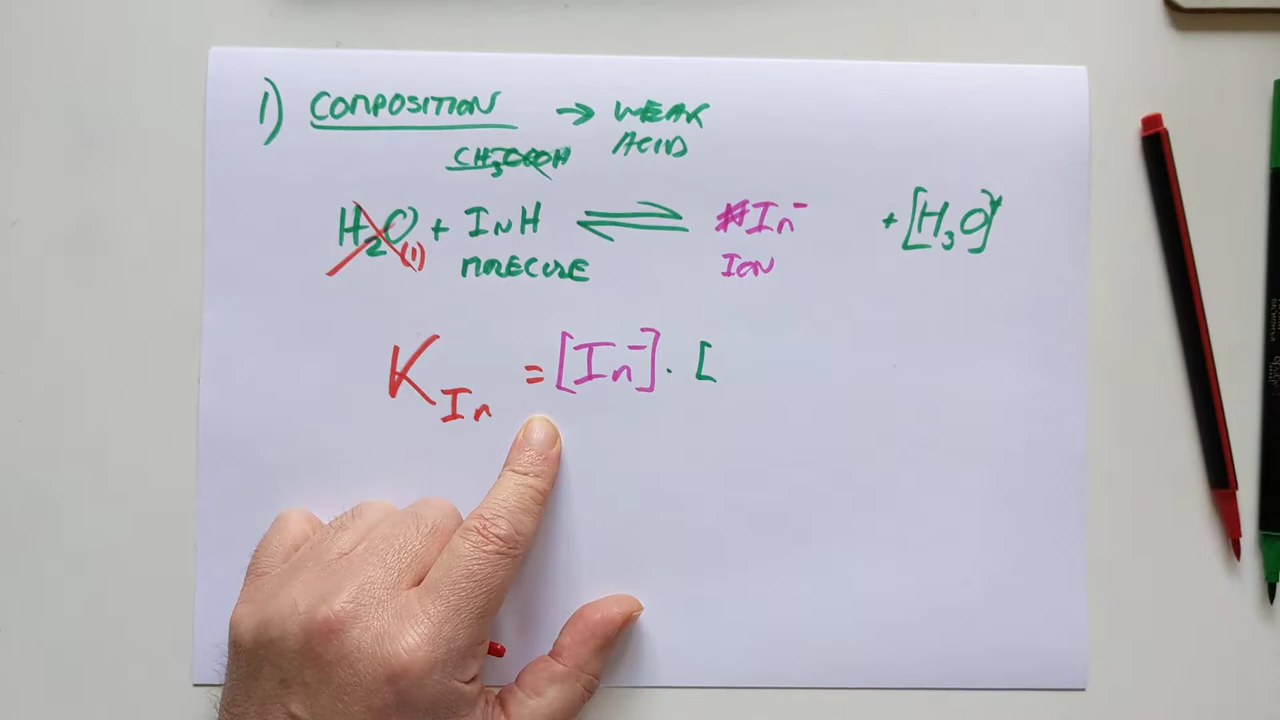 1) COMPOSITION → WEAK
ACID
CH3COOH
H2O(l) + InH ⇌ In⁻ + [H3O]⁺
MOLECULE ION
KIn = [In⁻] · [